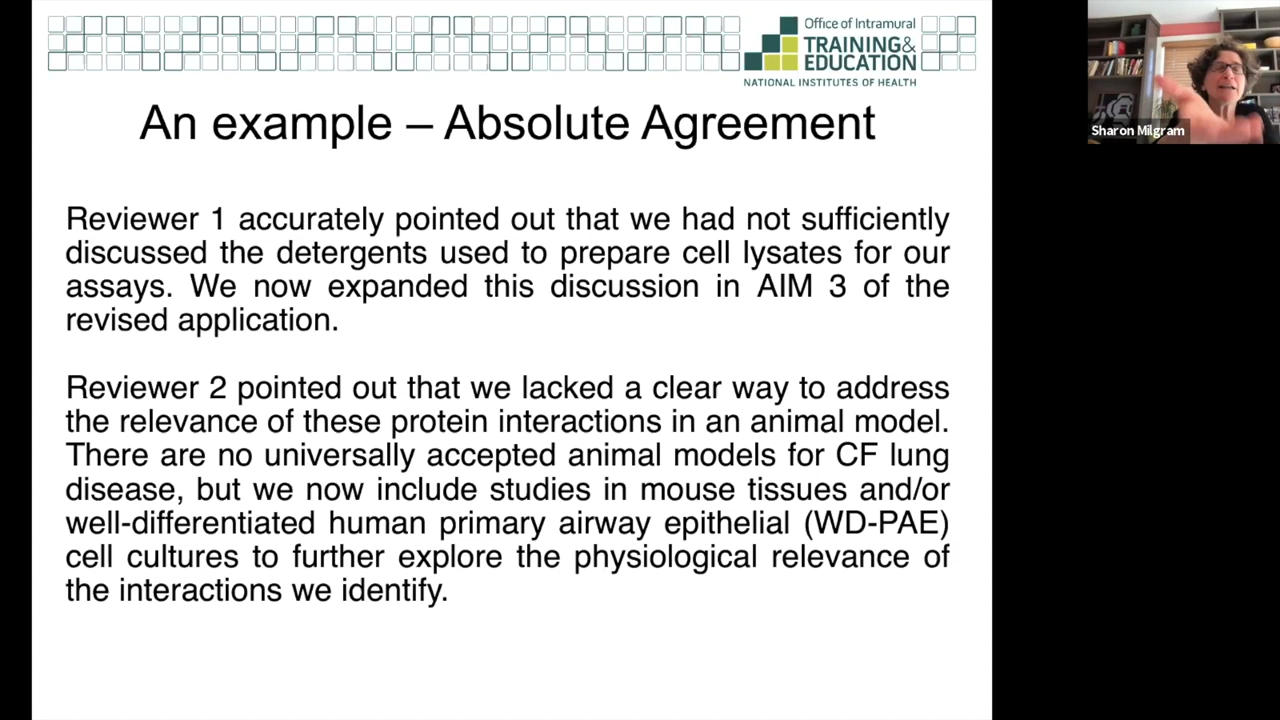 Office of Intramural
TRAINING&
EDUCATION
NATIONAL INSTITUTES OF HEALTH
Sharon Milgram
An example – Absolute Agreement
Reviewer 1 accurately pointed out that we had not sufficiently
discussed the detergents used to prepare cell lysates for our
assays. We now expanded this discussion in AIM 3 of the
revised application.
Reviewer 2 pointed out that we lacked a clear way to address
the relevance of these protein interactions in an animal model.
There are no universally accepted animal models for CF lung
disease, but we now include studies in mouse tissues and/or
well-differentiated human primary airway epithelial (WD-PAE)
cell cultures to further explore the physiological relevance of
the interactions we identify.